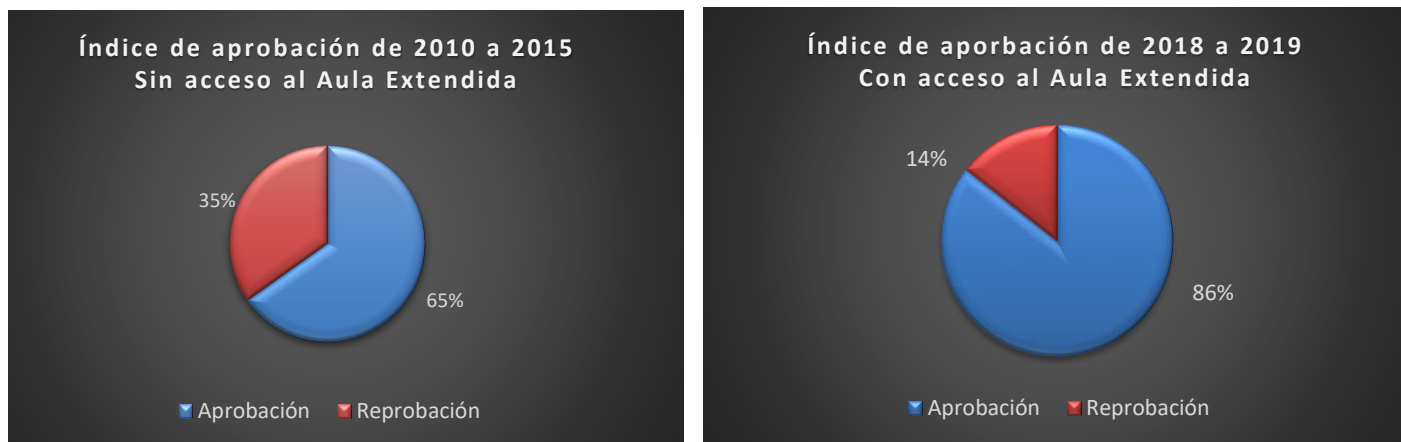 Índice de aprobación de 2010 a 2015
Sin acceso al Aula Extendida
35%
65%
Aprobación Reprobación
Índice de aporbación de 2018 a 2019
Con acceso al Aula Extendida
14%
86%
Aprobación Reprobación